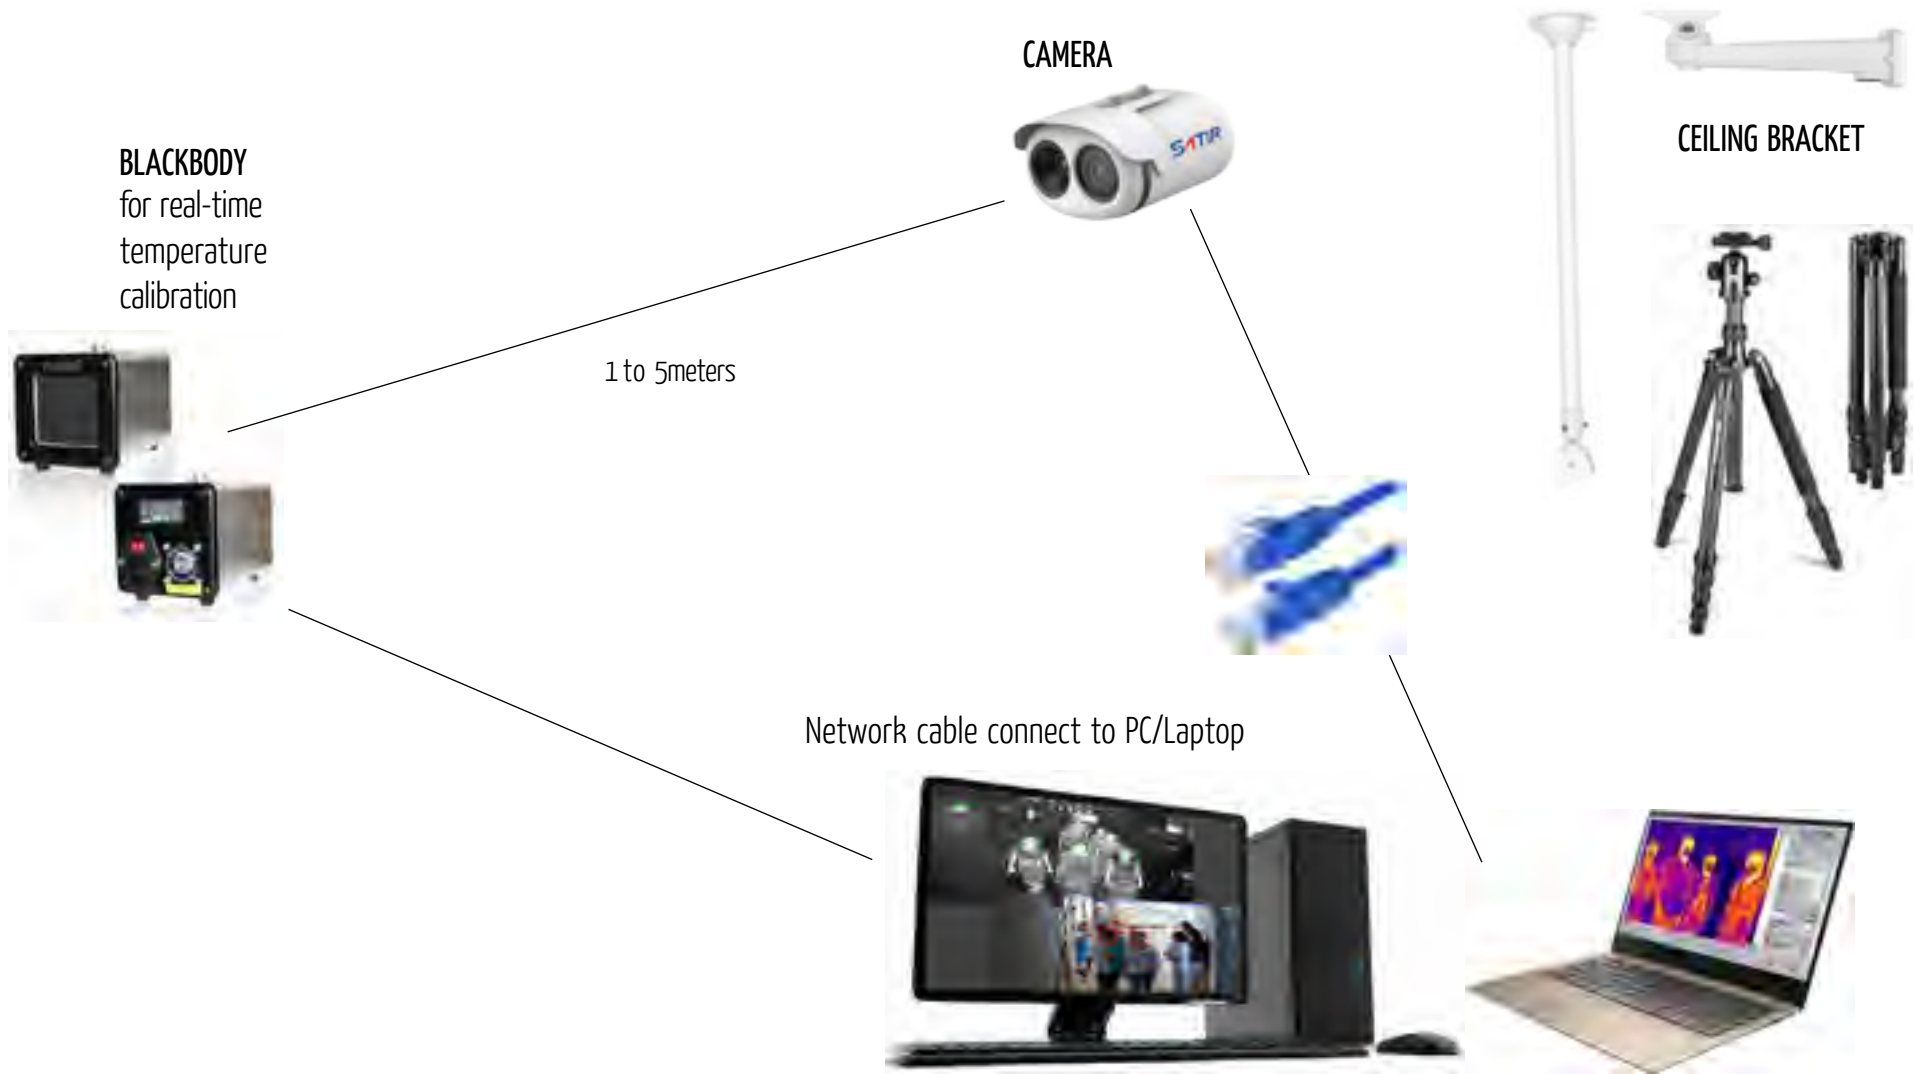 CAMERA
SATIR
CEILING BRACKET
BLACKBODY
for real-time
temperature
calibration
1 to 5meters
Network cable connect to PC/Laptop